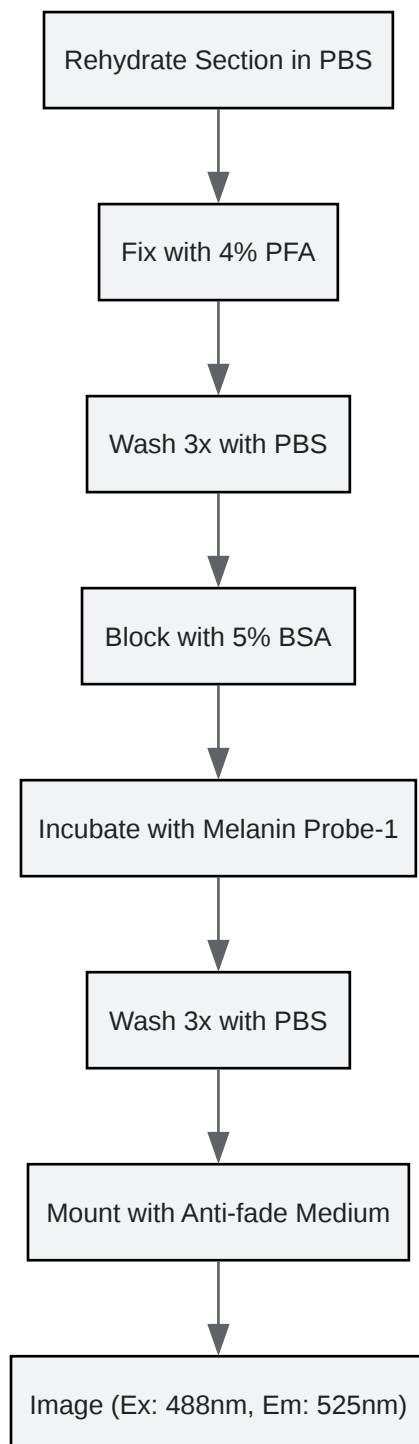 Rehydrate Section in PBS
Fix with 4% PFA
Wash 3x with PBS
Block with 5% BSA
Incubate with Melanin Probe-1
Wash 3x with PBS
Mount with Anti-fade Medium
Image (Ex: 488nm, Em: 525nm)